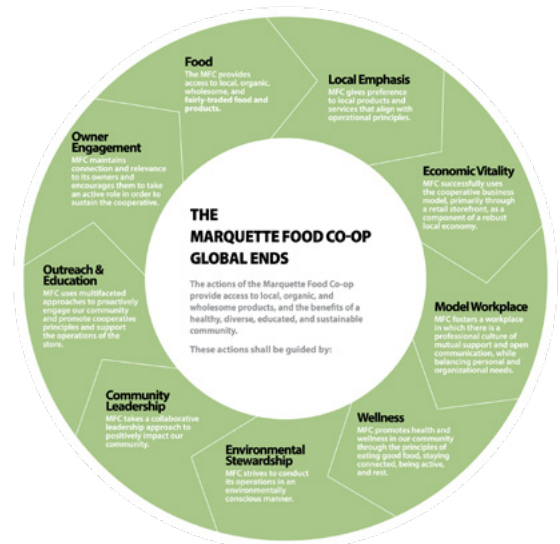 THE
MARQUETTE FOOD CO-OP
GLOBAL ENDS
The actions of the Marquette Food Co-op
provide access to local, organic, and
wholesome products, and the benefits of a
healthy, diverse, educated, and sustainable
community.
These actions shall be guided by:
Food
The MFC provides
access to local, organic,
wholesome, and
fairly-traded food and
products.
Local Emphasis
MFC gives preference
to local products and
services that align with
operational principles.
Economic Vitality
MFC successfully uses
the cooperative business
model, primarily through
a retail storefront, as a
component of a robust
local economy.
Model Workplace
MFC fosters a workplace
in which there is a
professional culture of
mutual support and open
communication, while
balancing personal and
organizational needs.
Wellness
MFC promotes health and
wellness in our community
through the principles of
eating good food, staying
connected, being active,
and rest.
Environmental
Stewardship
MFC strives to conduct
its operations in an
environmentally
conscious manner.
Community
Leadership
MFC takes a collaborative
leadership approach to
positively impact our
community.
Outreach &
Education
MFC uses multifaceted
approaches to proactively
engage our community
and promote cooperative
principles and support
the operations of the
store.
Owner
Engagement
MFC maintains
connection and relevance
to its owners and
encourages them to take
an active role in order to
sustain the cooperative.